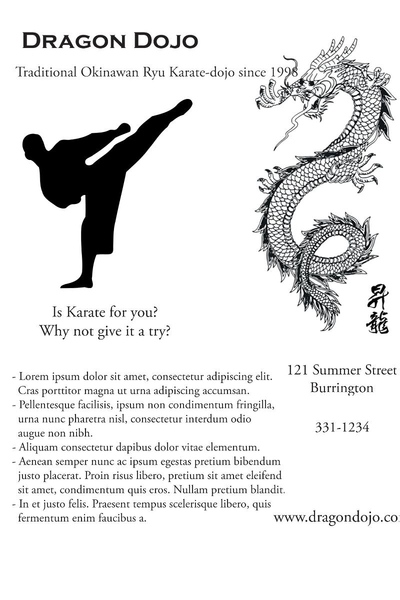 DRAGON DOJO
Traditional Okinawan Ryu Karate-dojo since 1998
Is Karate for you?
Why not give it a try?
昇龍
121 Summer Street
Burrington
331-1234
- Lorem ipsum dolor sit amet, consectetur adipiscing elit.
Cras porttitor magna ut urna adipiscing accumsan.
- Pellentesque facilisis, ipsum non condimentum fringilla,
urna nunc pharetra nisl, consectetur interdum odio
augue non nibh.
- Aliquam consectetur dapibus dolor vitae elementum.
- Aenean semper nunc ac ipsum egestas pretium bibendum
justo placerat. Proin risus libero, pretium sit amet eleifend
sit amet, condimentum quis eros. Nullam pretium blandit.
- In et justo felis. Praesent tempus scelerisque libero, quis
fermentum enim faucibus a.
www.dragondojo.co